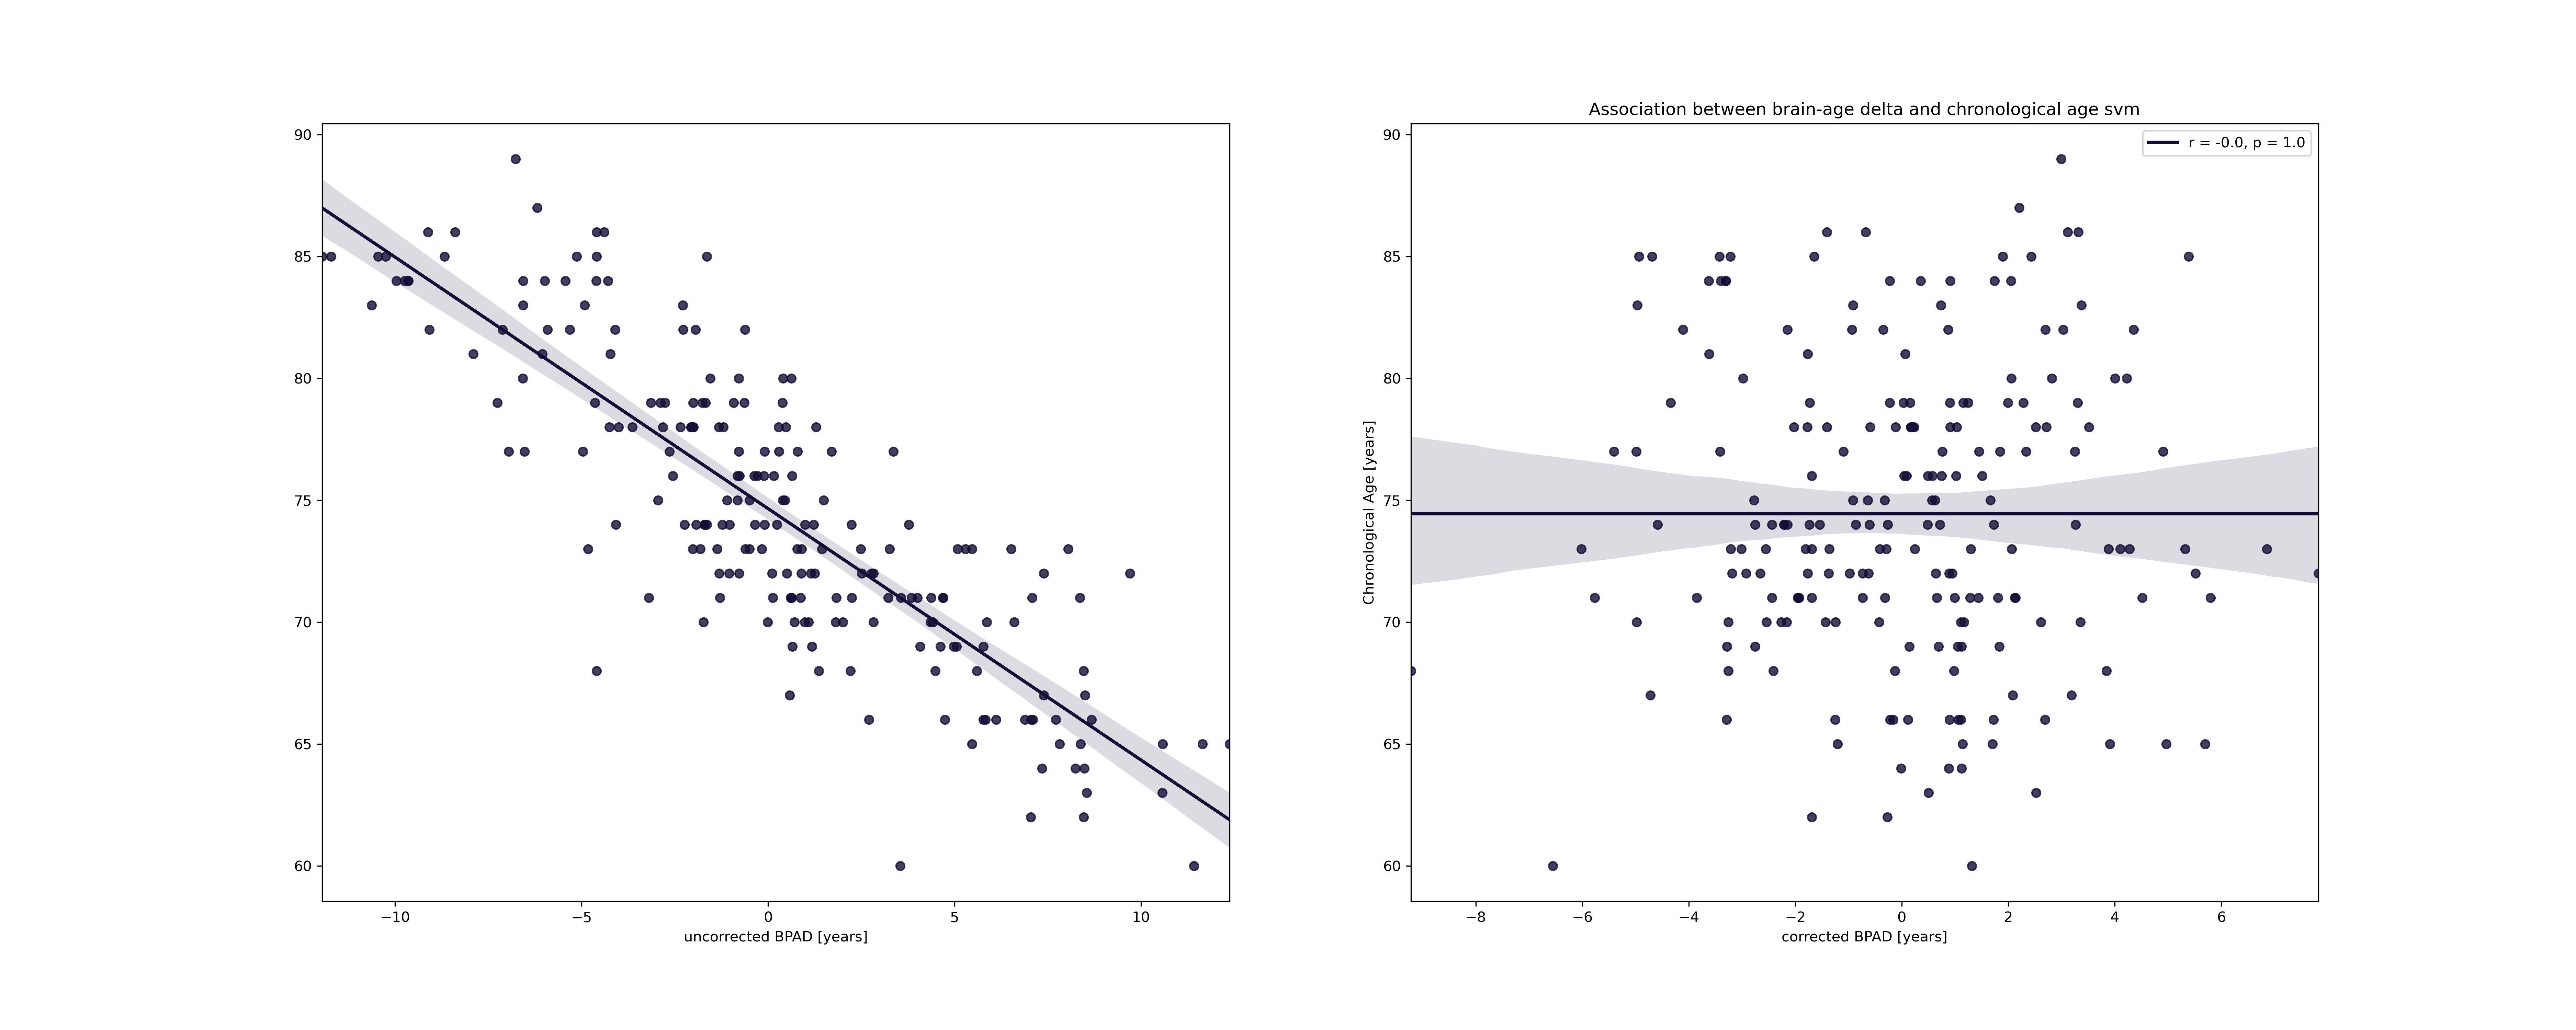 90
85
80
75
70
65
60
−10 −5 0 5 10
uncorrected BPAD [years]
Association between brain-age delta and chronological age svm
r = -0.0, p = 1.0
Chronological Age [years]
90
85
80
75
70
65
60
−8 −6 −4 −2 0 2 4 6
corrected BPAD [years]